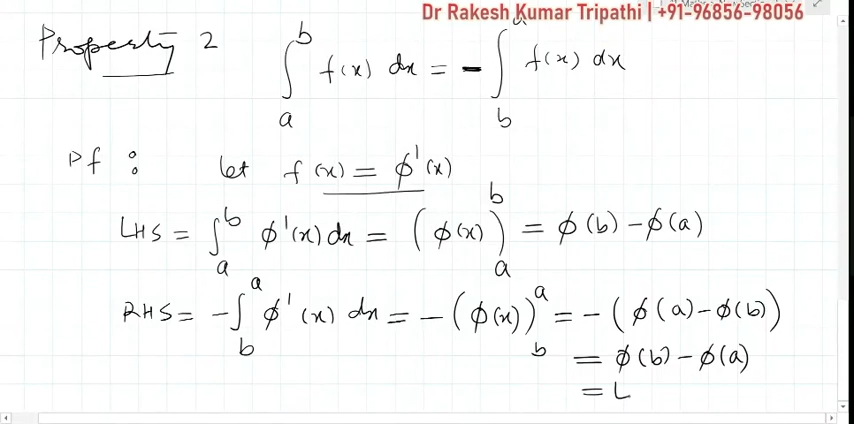 Dr Rakesh Kumar Tripathi | +91-96856-98056
Property 2 ∫_a^b f(x) dx = - ∫_b^a f(x) dx
Pf : let f(x) = ϕ'(x)
LHS = ∫_a^b ϕ'(x) dx = (ϕ(x))_a^b = ϕ(b) - ϕ(a)
RHS = -∫_b^a ϕ'(x) dx = -(ϕ(x))_b^a = -(ϕ(a) - ϕ(b))
= ϕ(b) - ϕ(a)
= L